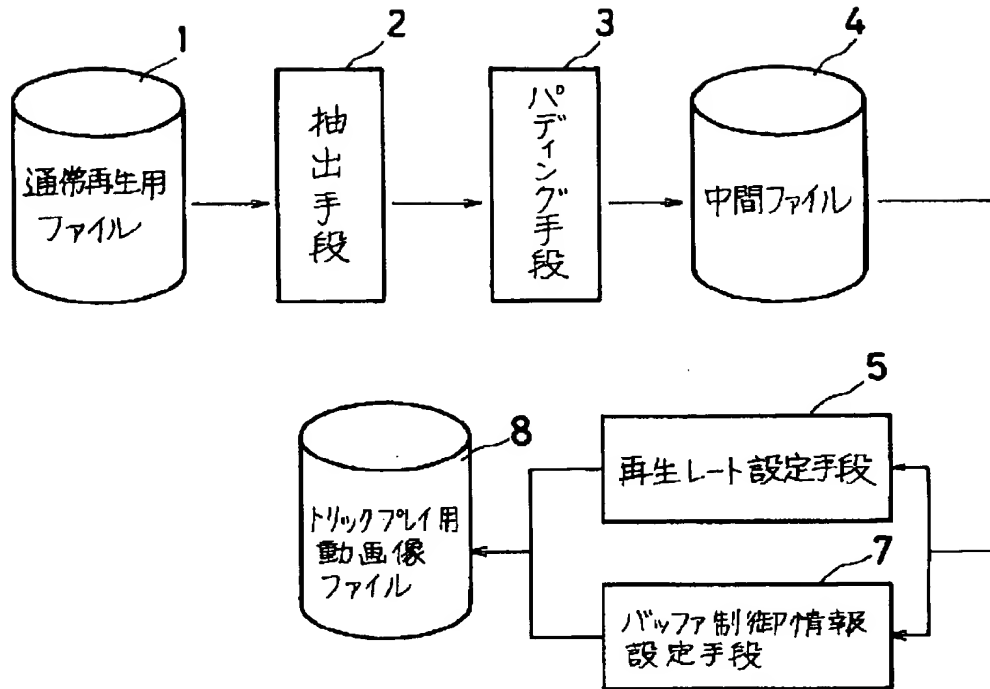 1
通常再生用
ファイル
2
抽出手段
3
パディング手段
4
中間ファイル
5
再生レート設定手段
7
バッファ制御情報
設定手段
8
トリックプレイ用
動画像
ファイル